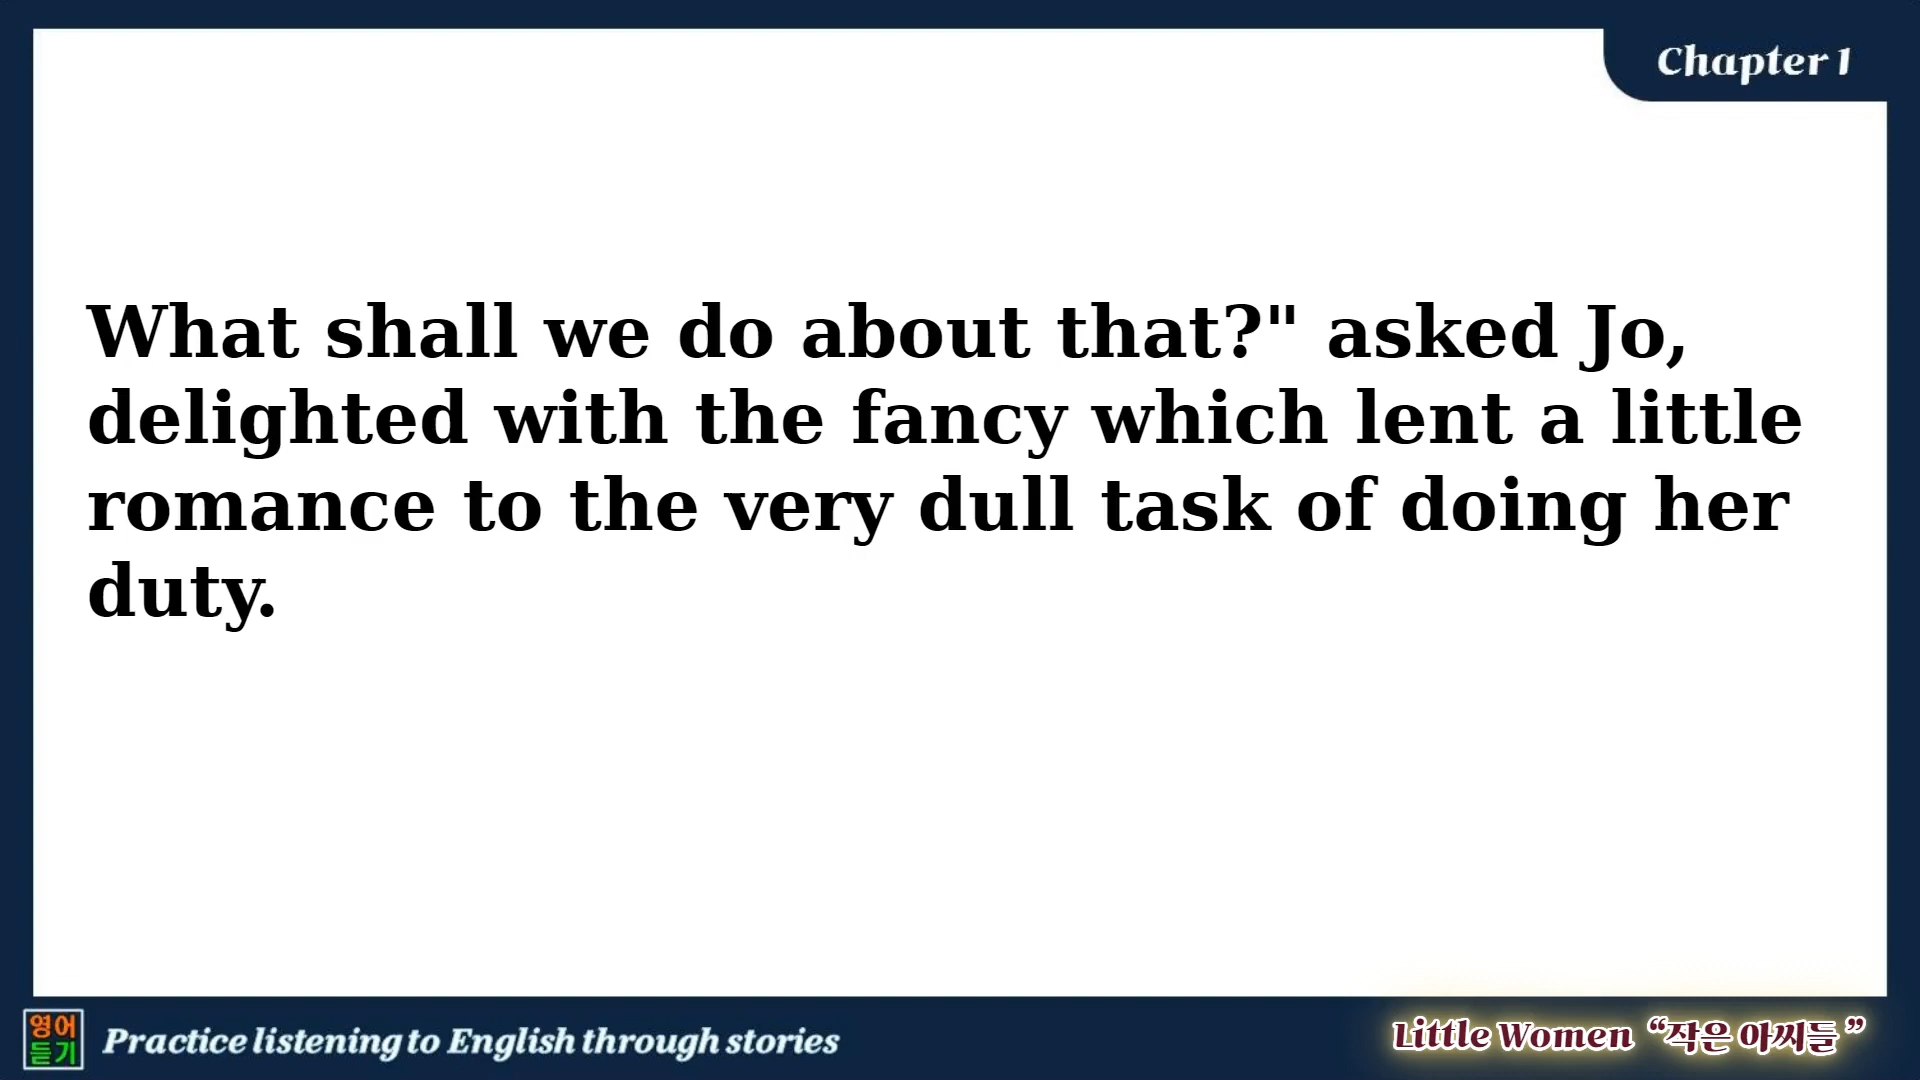 Chapter 1
What shall we do about that?" asked Jo,
delighted with the fancy which lent a little
romance to the very dull task of doing her
duty.
영어
듣기
Practice listening to English through stories
Little Women “작은 아씨들”